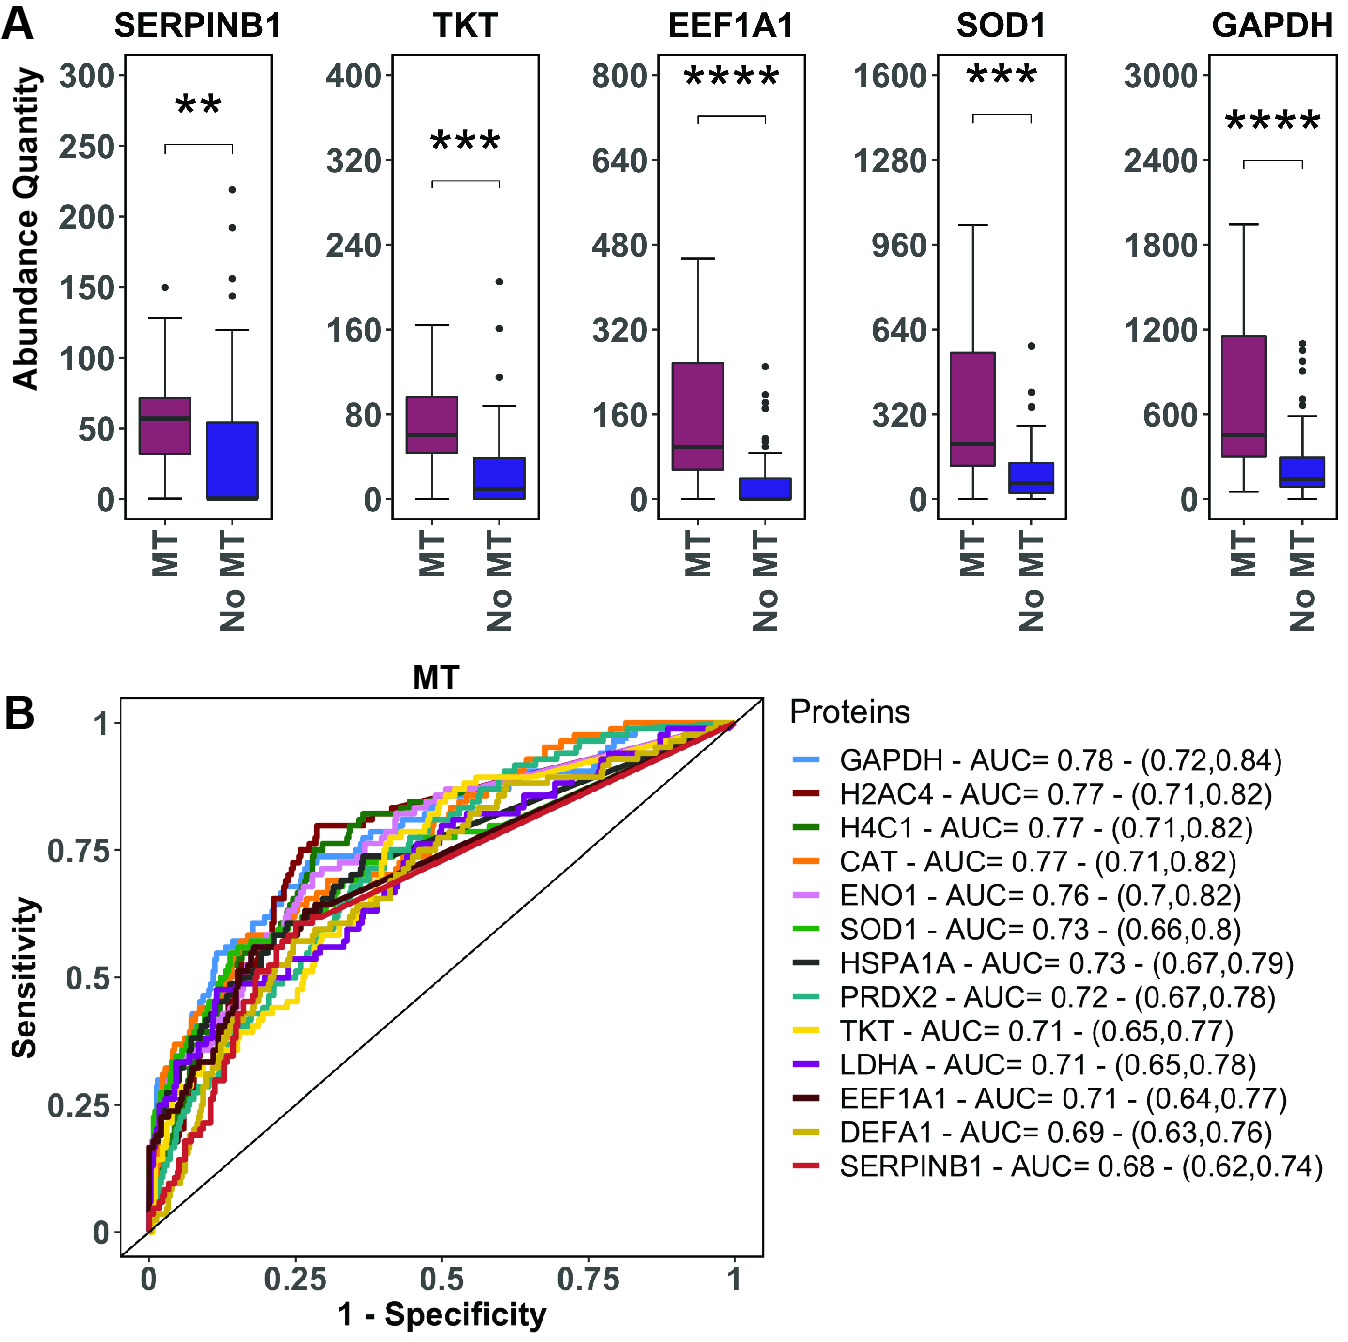 A
SERPINB1
TKT
EEF1A1
SOD1
GAPDH
Abundance Quantity
300
250
200
150
100
50
0
**
MT
No MT
400
320
240
160
80
0
***
MT
No MT
800
640
480
320
160
0
****
MT
No MT
1600
1280
960
640
320
0
***
MT
No MT
3000
2400
1800
1200
600
0
****
MT
No MT
B
MT
Sensitivity
1
0.75
0.5
0.25
0
0
0.25
0.5
0.75
1
1 - Specificity
Proteins
GAPDH - AUC= 0.78 - (0.72,0.84)
H2AC4 - AUC= 0.77 - (0.71,0.82)
H4C1 - AUC= 0.77 - (0.71,0.82)
CAT - AUC= 0.77 - (0.71,0.82)
ENO1 - AUC= 0.76 - (0.7,0.82)
SOD1 - AUC= 0.73 - (0.66,0.8)
HSPA1A - AUC= 0.73 - (0.67,0.79)
PRDX2 - AUC= 0.72 - (0.67,0.78)
TKT - AUC= 0.71 - (0.65,0.77)
LDHA - AUC= 0.71 - (0.65,0.78)
EEF1A1 - AUC= 0.71 - (0.64,0.77)
DEFA1 - AUC= 0.69 - (0.63,0.76)
SERPINB1 - AUC= 0.68 - (0.62,0.74)